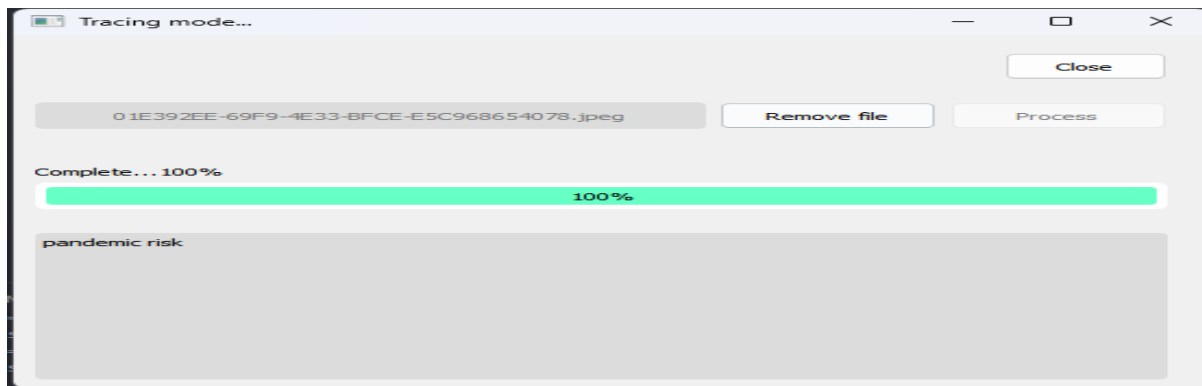 Tracing mode...
Close
01E392EE-69F9-4E33-BFCE-E5C968654078.jpeg
Remove file
Process
Complete...100%
100%
pandemic risk